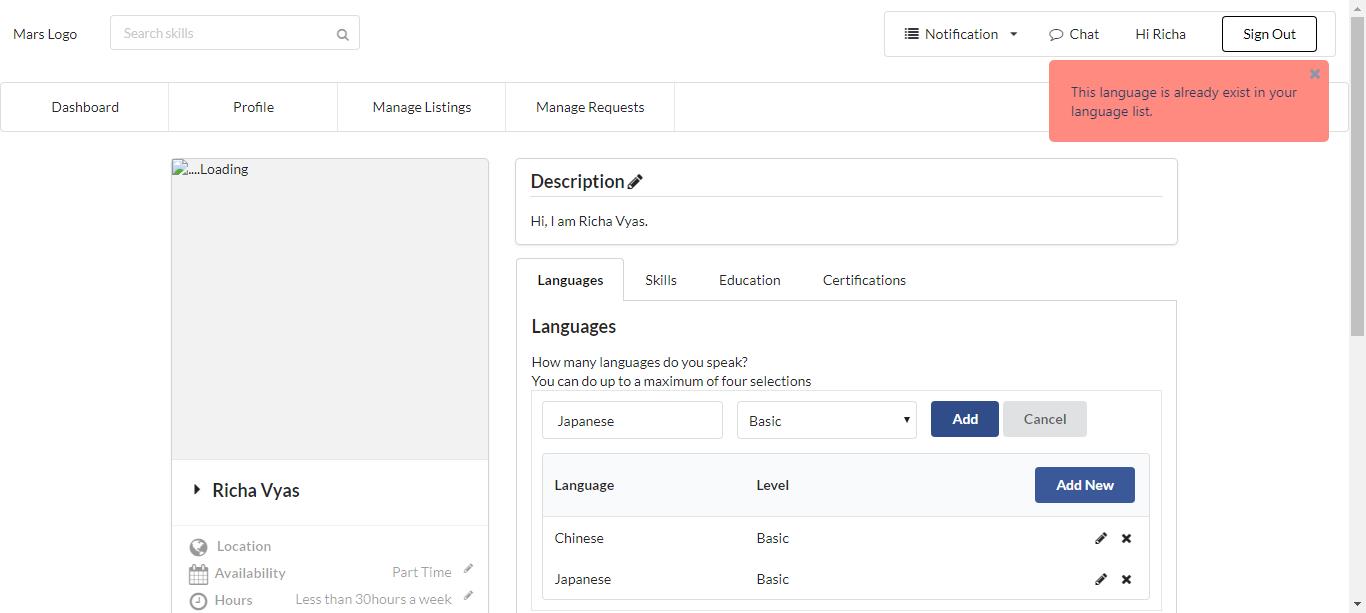 Mars Logo
Search skills
Notification
Chat
Hi Richa
Sign Out
This language is already exist in your
language list.
Dashboard
Profile
Manage Listings
Manage Requests
....Loading
Description
Hi, I am Richa Vyas.
Languages
Skills
Education
Certifications
Languages
How many languages do you speak?
You can do up to a maximum of four selections
Japanese
Basic
Add
Cancel
Language
Level
Add New
Chinese
Basic
Japanese
Basic
Richa Vyas
Location
Availability
Part Time
Hours
Less than 30hours a week